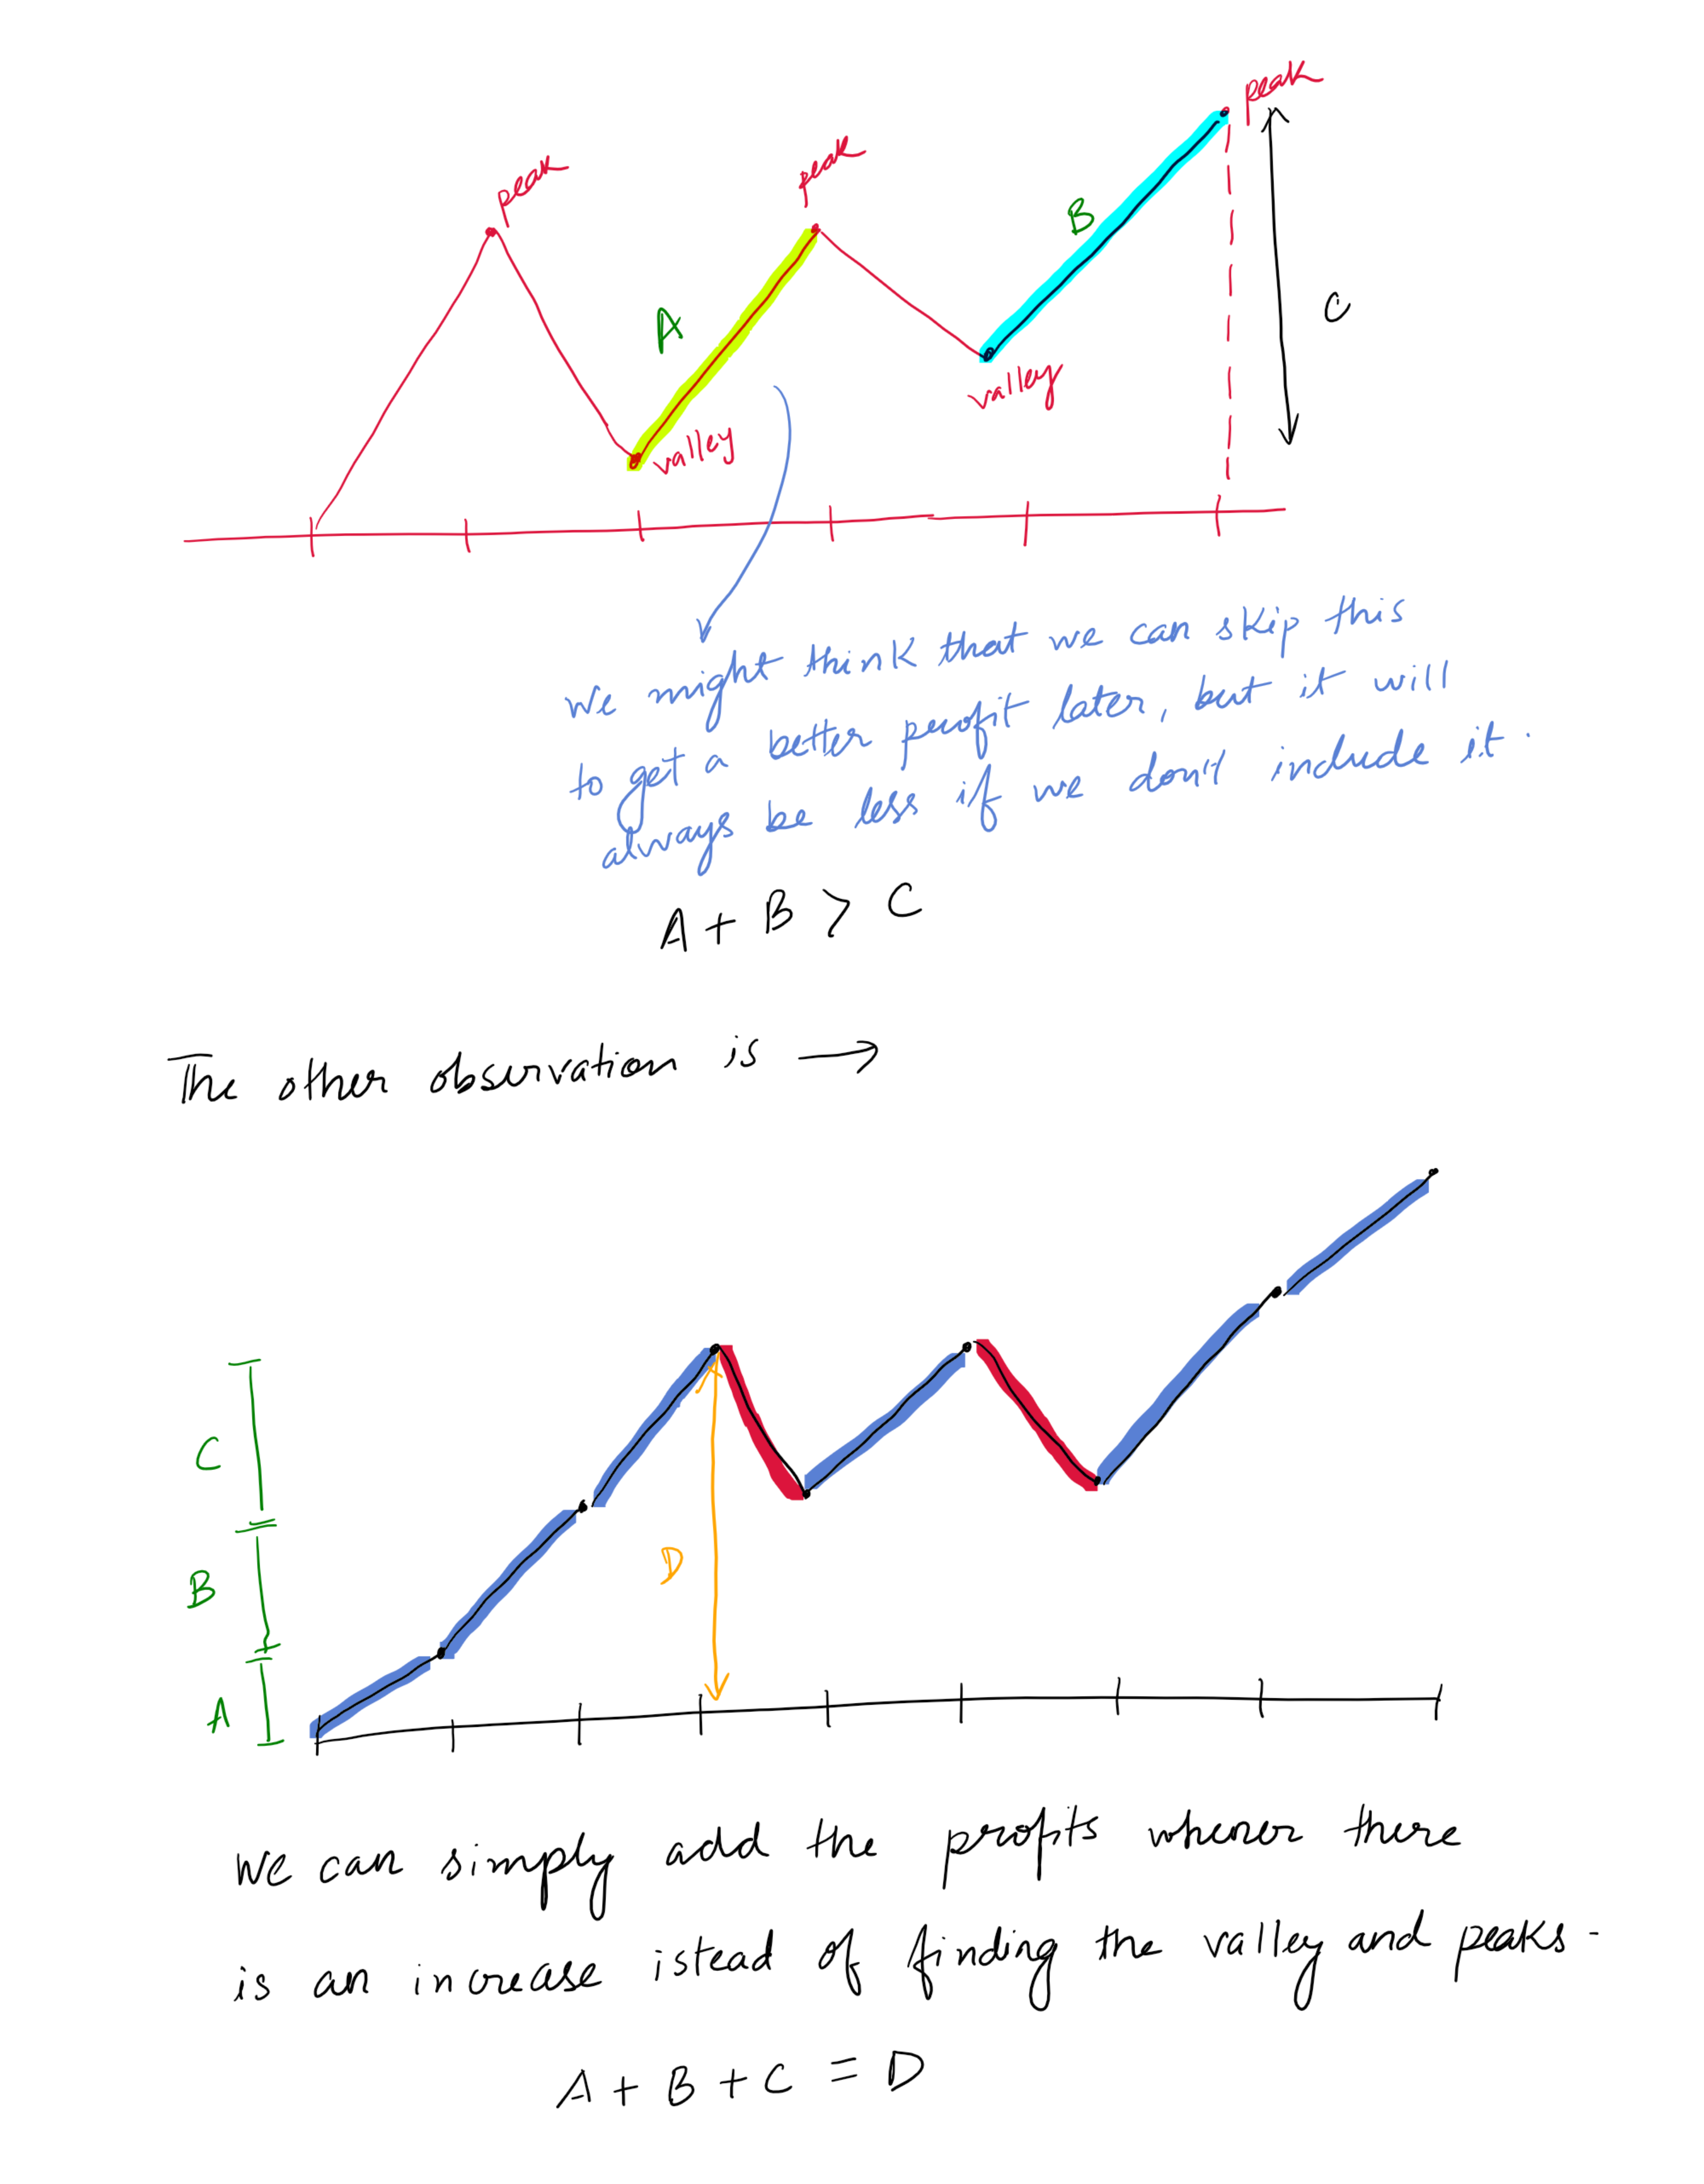 peak
peak
peak
A
B
C
valley
valley
we might think that we can skip this
to get a better profit later, but it will
always be less if we don't include it.
A + B > C
The other observation is →
C
B
A
D
we can simply add the profits whenever there
is an increase istead of finding the valley and peaks.
A + B + C = D